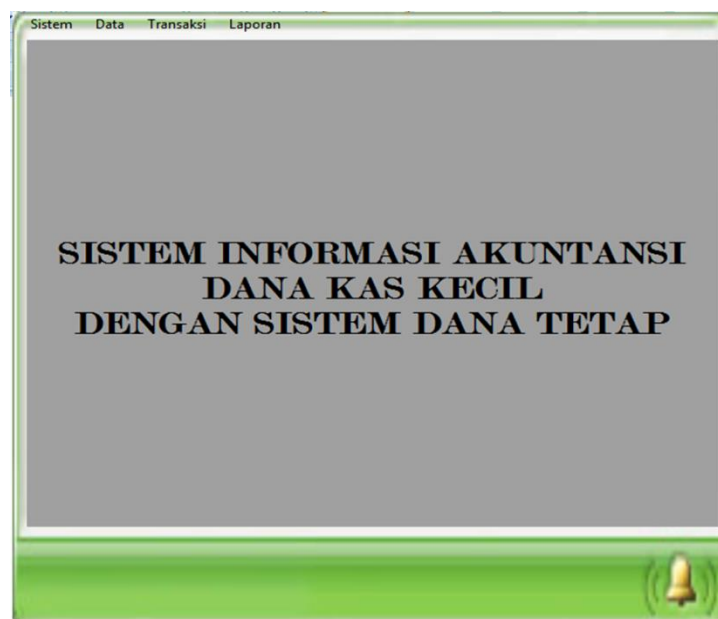 Sistem Data Transaksi Laporan
SISTEM INFORMASI AKUNTANSI
DANA KAS KECIL
DENGAN SISTEM DANA TETAP